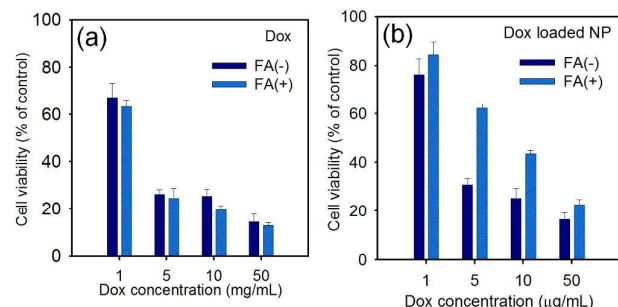 (a)
Dox
FA(-)
FA(+)
Cell viability (% of control)
100
80
60
40
20
0
1 5 10 50
Dox concentration (mg/mL)
(b)
Dox loaded NP
FA(-)
FA(+)
Cell viability (% of control)
100
80
60
40
20
0
1 5 10 50
Dox concentration (µg/mL)